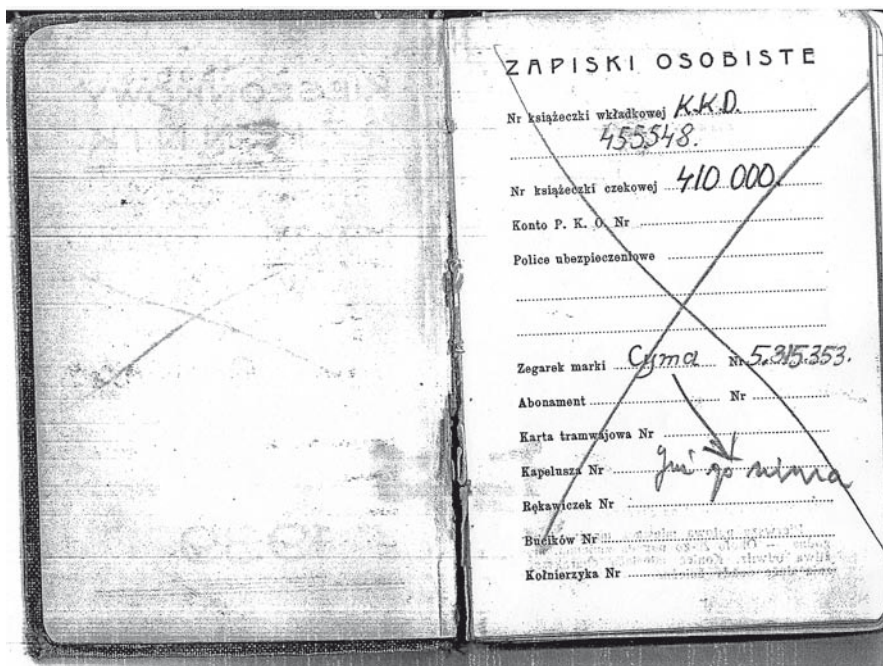 ZAPISKI OSOBISTE
Nr książeczki wkładkowej K.K.D.
455548.
Nr książeczki czekowej 410 000.
Konto P. K. O. Nr
Police ubezpieczeniowe
Zegarek marki Cyma Nr 5.315.353.
Abonament Nr
Karta tramwajowa Nr
Kapelusza Nr
już go nima
Rękawiczek Nr
Bucików Nr
Kołnierzyka Nr